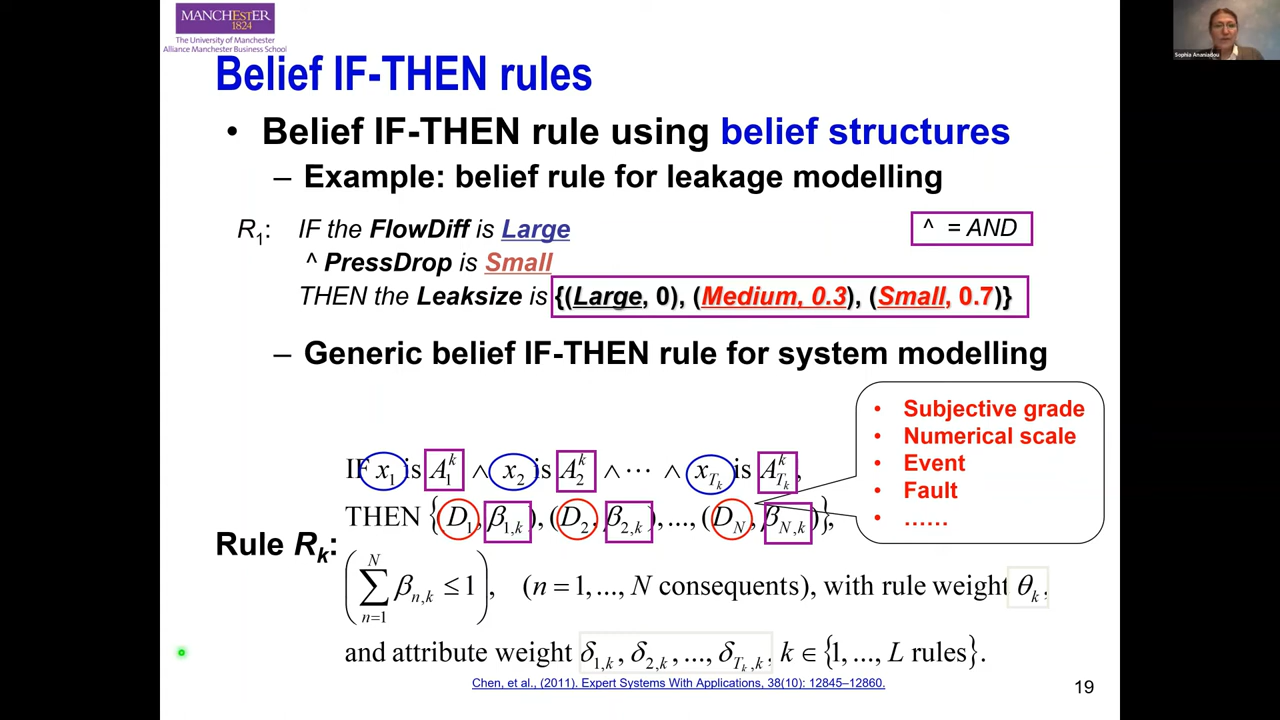 MANCHESTER
1824
The University of Manchester
Alliance Manchester Business School
Sophia Ananiadou
Belief IF-THEN rules
• Belief IF-THEN rule using belief structures
– Example: belief rule for leakage modelling
R₁: IF the FlowDiff is Large
^ = AND
^ PressDrop is Small
THEN the Leaksize is {(Large, 0), (Medium, 0.3), (Small, 0.7)}
– Generic belief IF-THEN rule for system modelling
• Subjective grade
• Numerical scale
• Event
• Fault
• ......
IF x₁ is A₁ᵏ ∧ x₂ is A₂ᵏ ∧ ⋯ ∧ x_{T_k} is A_{T_k}^k,
THEN {(D₁, β_{1,k}), (D₂, β_{2,k}), ..., (D_N, β_{N,k})},
Rule R_k:
(∑_{n=1}^{N} β_{n,k} ≤ 1), (n = 1, ..., N consequents), with rule weight θ_k,
and attribute weight δ_{1,k}, δ_{2,k}, ..., δ_{T_k,k}, k ∈ {1, ..., L rules}.
Chen, et al., (2011). Expert Systems With Applications, 38(10): 12845–12860.
19